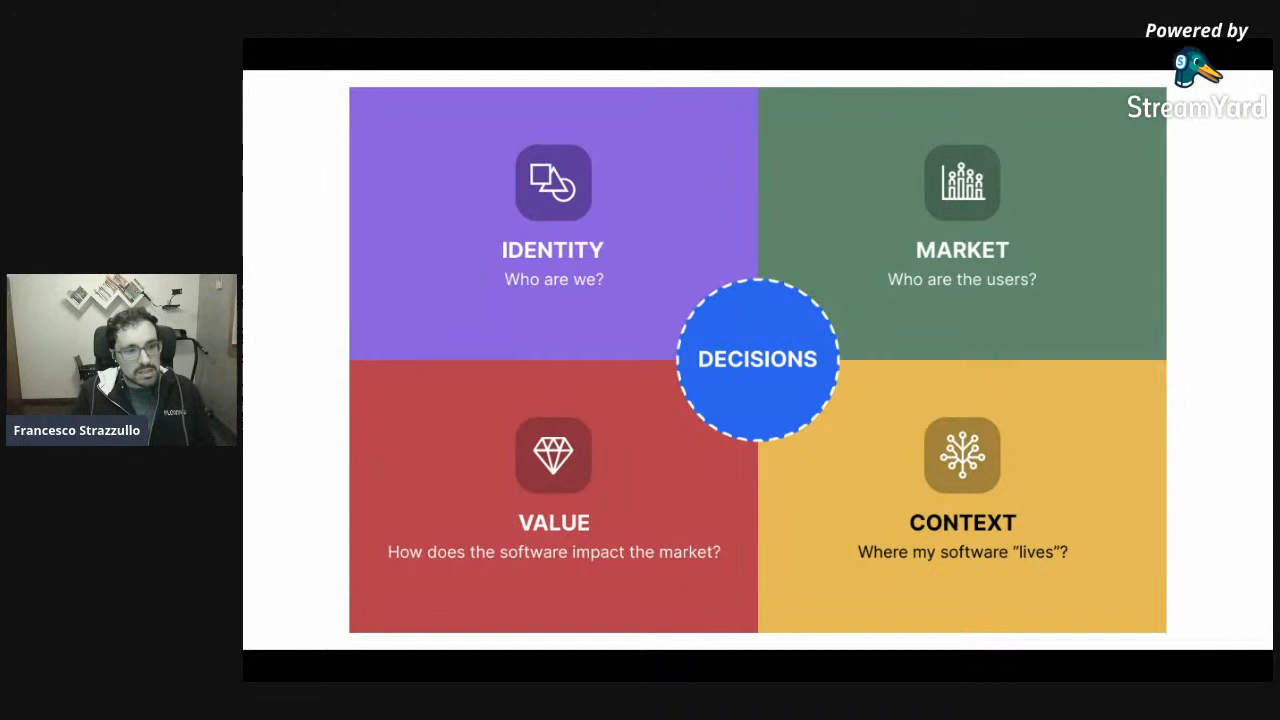 Powered by
StreamYard
IDENTITY
Who are we?
MARKET
Who are the users?
DECISIONS
VALUE
How does the software impact the market?
CONTEXT
Where my software “lives”?
Francesco Strazzullo